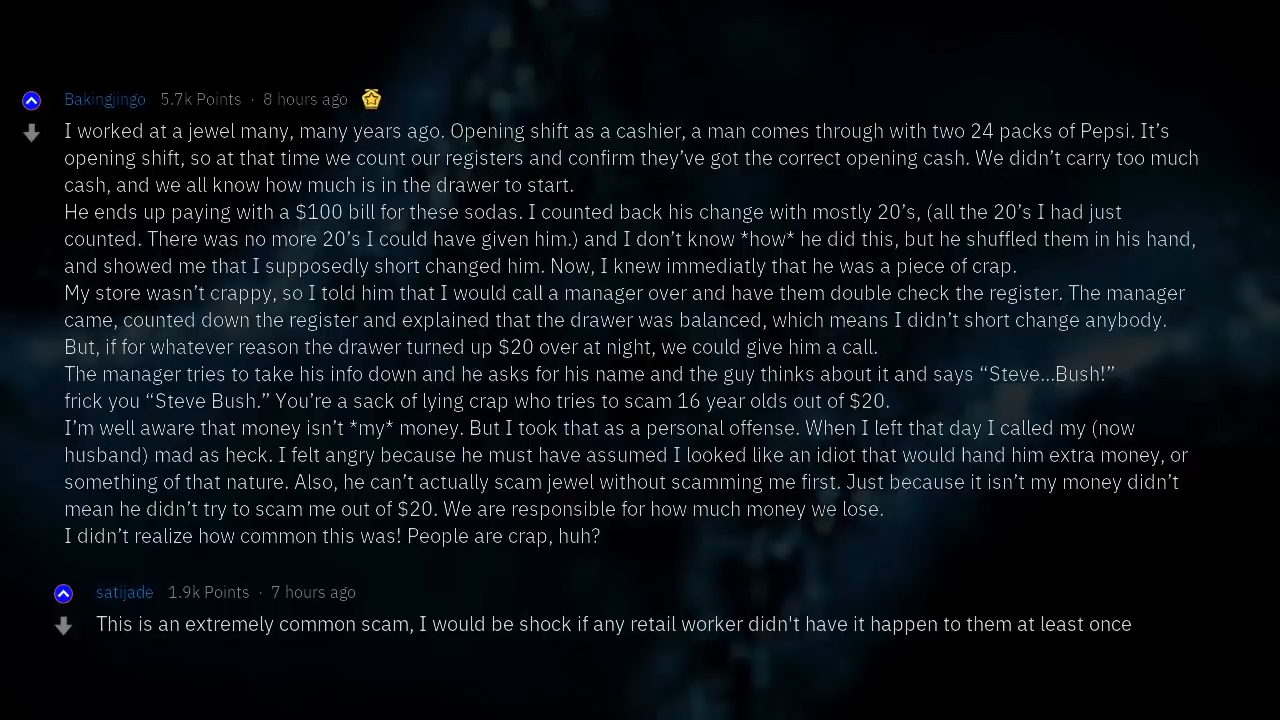 Bakingjingo 5.7k Points · 8 hours ago
I worked at a jewel many, many years ago. Opening shift as a cashier, a man comes through with two 24 packs of Pepsi. It’s
opening shift, so at that time we count our registers and confirm they’ve got the correct opening cash. We didn’t carry too much
cash, and we all know how much is in the drawer to start.
He ends up paying with a $100 bill for these sodas. I counted back his change with mostly 20’s, (all the 20’s I had just
counted. There was no more 20’s I could have given him.) and I don’t know *how* he did this, but he shuffled them in his hand,
and showed me that I supposedly short changed him. Now, I knew immediatly that he was a piece of crap.
My store wasn’t crappy, so I told him that I would call a manager over and have them double check the register. The manager
came, counted down the register and explained that the drawer was balanced, which means I didn’t short change anybody.
But, if for whatever reason the drawer turned up $20 over at night, we could give him a call.
The manager tries to take his info down and he asks for his name and the guy thinks about it and says “Steve...Bush!”
frick you “Steve Bush.” You’re a sack of lying crap who tries to scam 16 year olds out of $20.
I’m well aware that money isn’t *my* money. But I took that as a personal offense. When I left that day I called my (now
husband) mad as heck. I felt angry because he must have assumed I looked like an idiot that would hand him extra money, or
something of that nature. Also, he can’t actually scam jewel without scamming me first. Just because it isn’t my money didn’t
mean he didn’t try to scam me out of $20. We are responsible for how much money we lose.
I didn’t realize how common this was! People are crap, huh?
satijade 1.9k Points · 7 hours ago
This is an extremely common scam, I would be shock if any retail worker didn't have it happen to them at least once